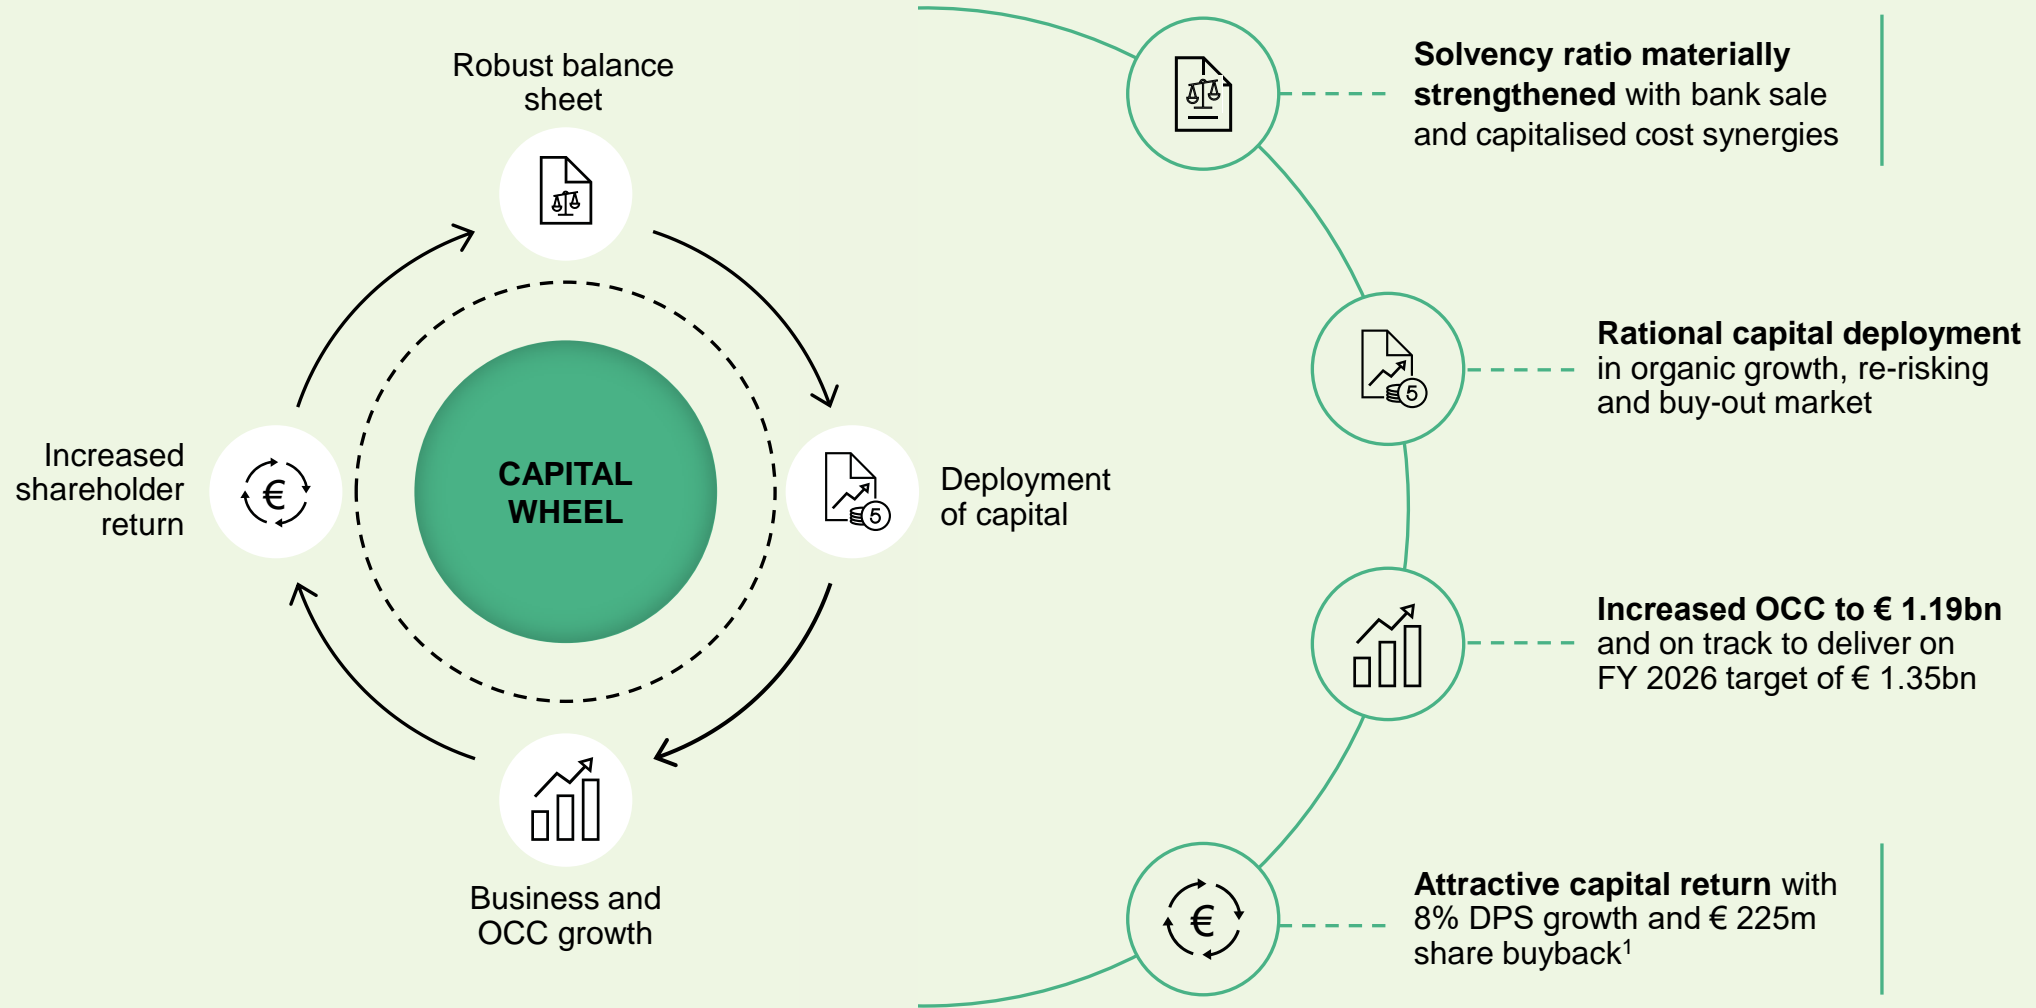 Robust balance
sheet
Increased
shareholder
return
€
CAPITAL
WHEEL
5
Deployment
of capital
Business and
OCC growth
Solvency ratio materially
strengthened with bank sale
and capitalised cost synergies
5
Rational capital deployment
in organic growth, re-risking
and buy-out market
Increased OCC to € 1.19bn
and on track to deliver on
FY 2026 target of € 1.35bn
€
Attractive capital return with
8% DPS growth and € 225m
share buyback¹